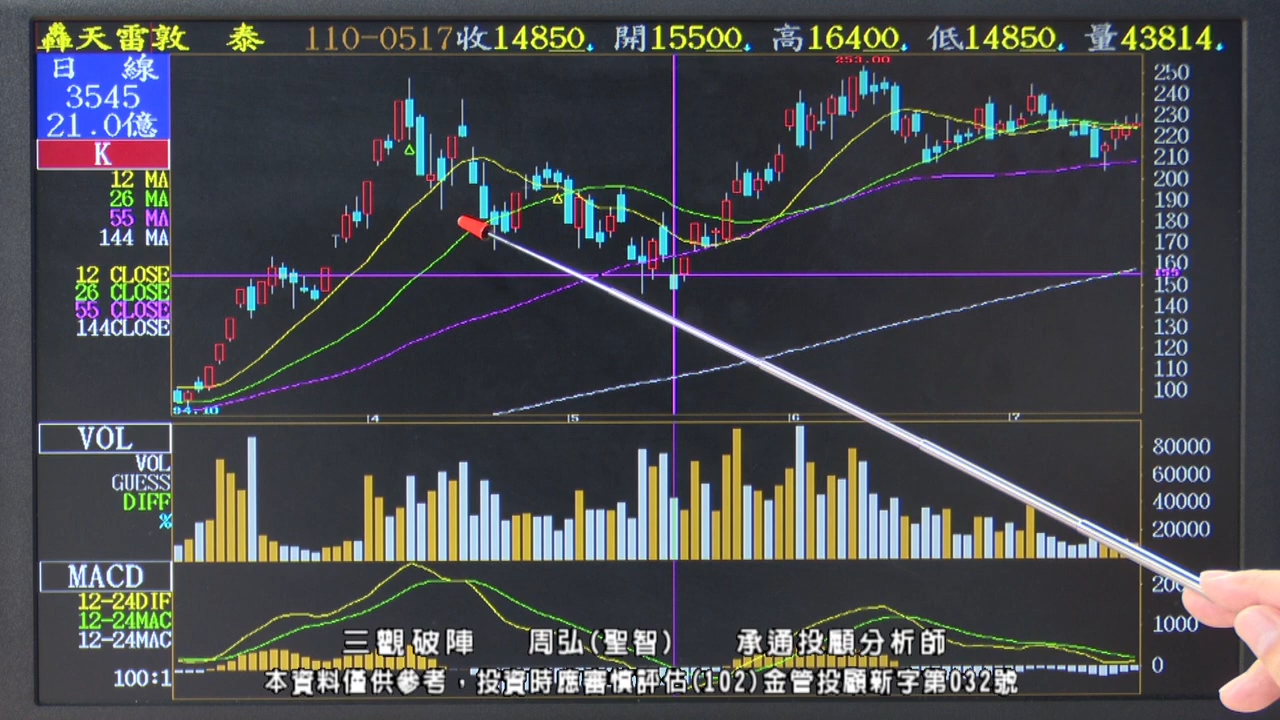 轟天雷敦 泰 110-0517收14850. 開15500. 高16400. 低14850. 量43814.
日 線
3545
21.0億
K
12 MA
26 MA
55 MA
144 MA
12 CLOSE
26 CLOSE
55 CLOSE
144CLOSE
253.00
250
240
230
220
210
200
190
180
170
160
150
140
130
120
110
100
94.10
4 5 6 7
VOL
VOL
GUESS
DIFF
%
80000
60000
40000
20000
MACD
12-24DIF
12-24MAC
12-24MAC
100:1
1000
0
三觀破陣 周弘(聖智) 承通投顧分析師
本資料僅供參考，投資時應審慎評估(102)金管投顧新字第032號